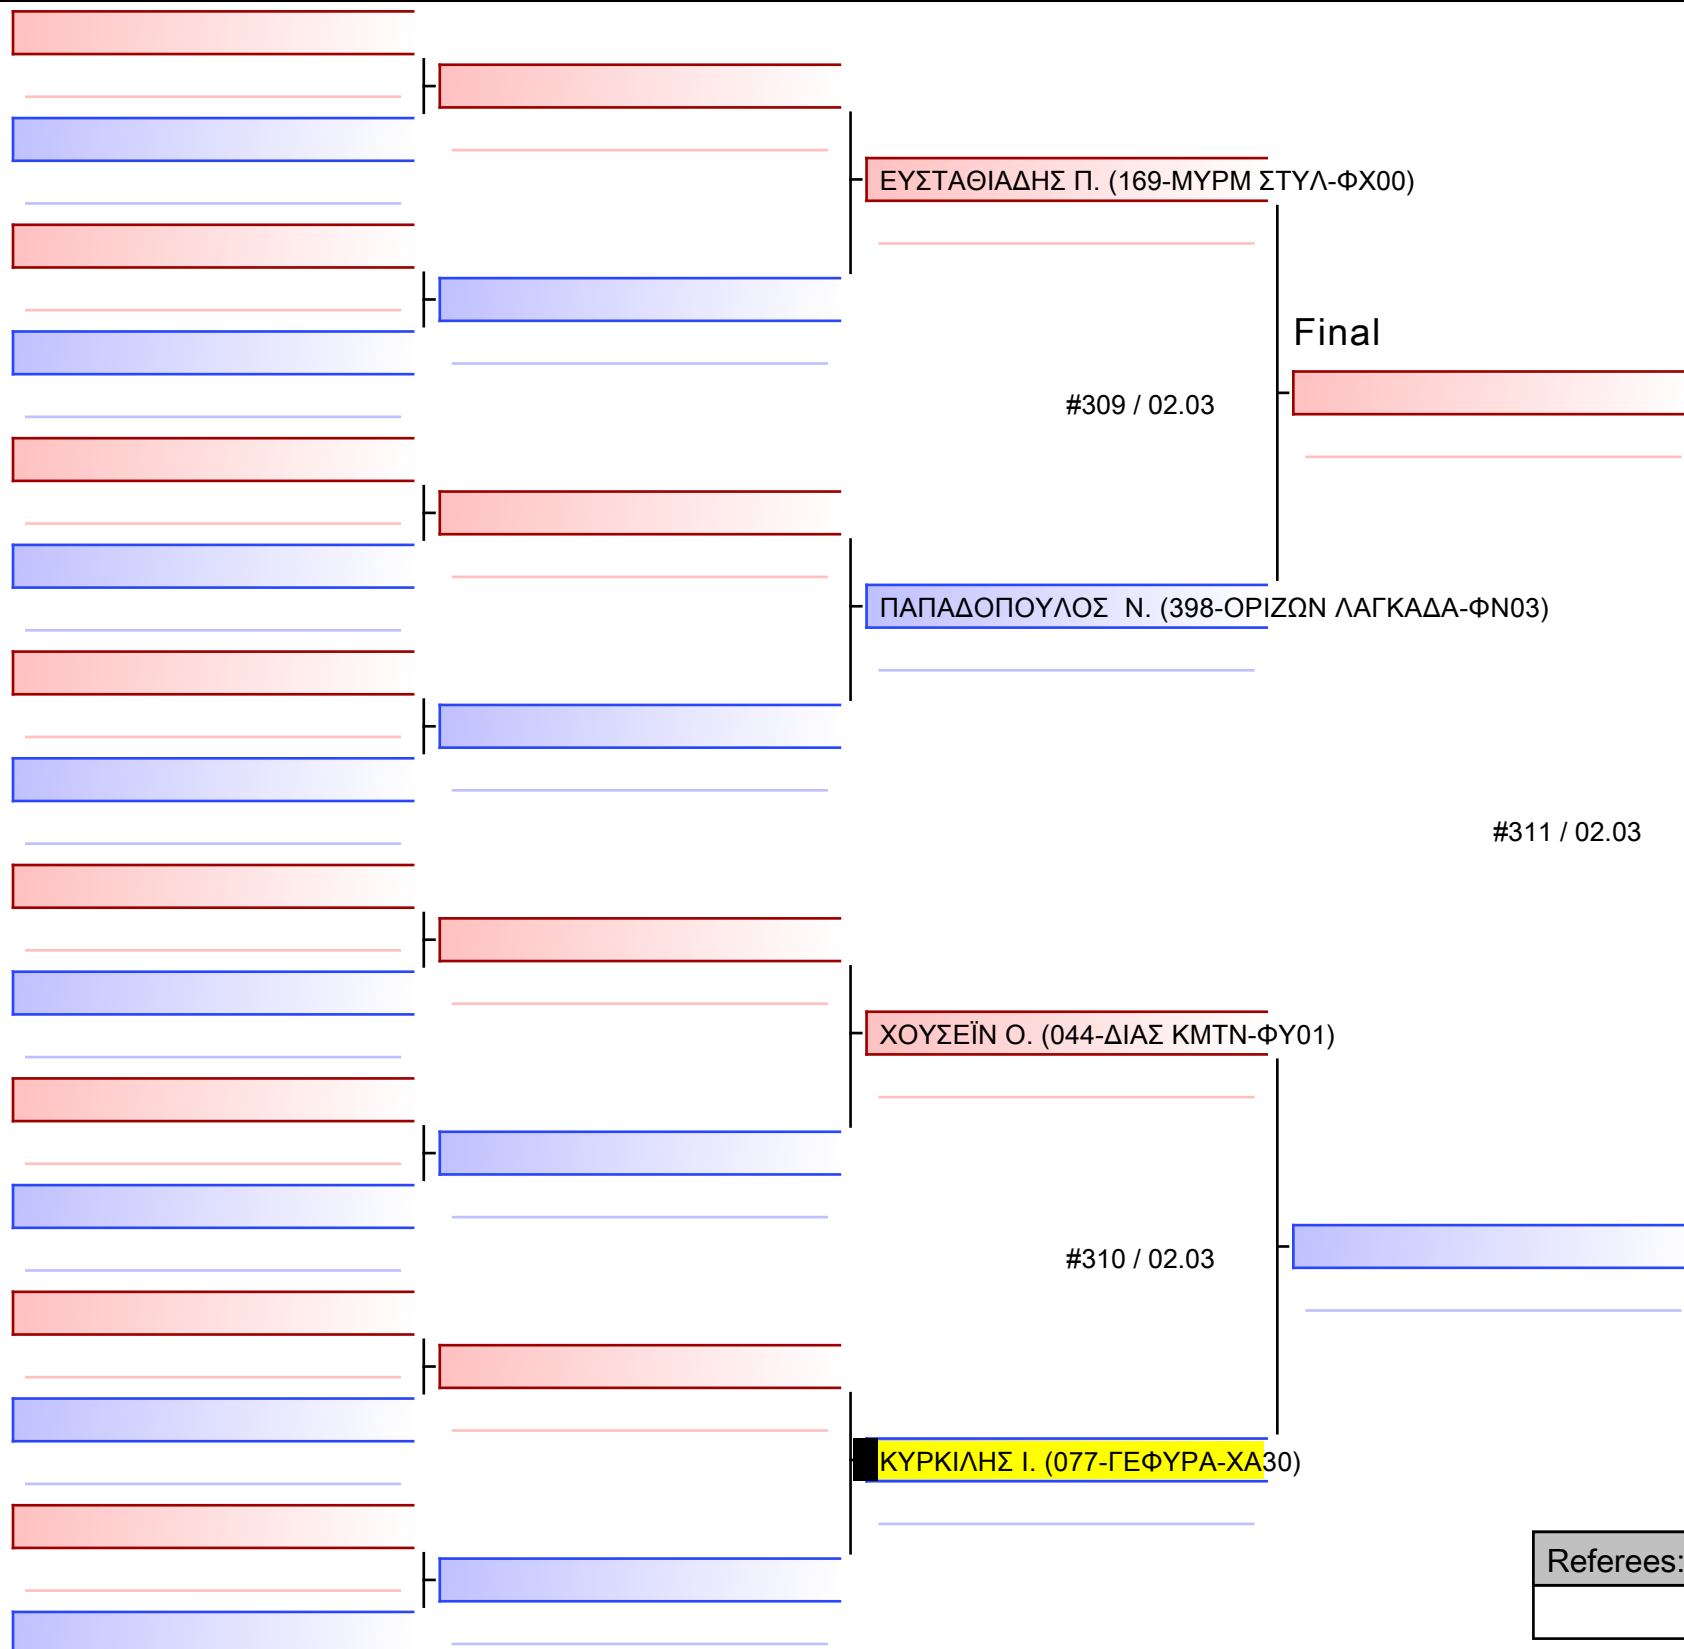 ΕΥΣΤΑΘΙΑΔΗΣ Π. (169-ΜΥΡΜ ΣΤΥΛ-ΦΧ00)
Final
#309 / 02.03
ΠΑΠΑΔΟΠΟΥΛΟΣ  Ν. (398-ΟΡΙΖΩΝ ΛΑΓΚΑΔΑ-ΦΝ03)
#311 / 02.03
ΧΟΥΣΕΪΝ Ο. (044-ΔΙΑΣ ΚΜΤΝ-ΦΥ01)
#310 / 02.03
ΚΥΡΚΙΛΗΣ Ι. (077-ΓΕΦΥΡΑ-ΧΑ30)
Referees: